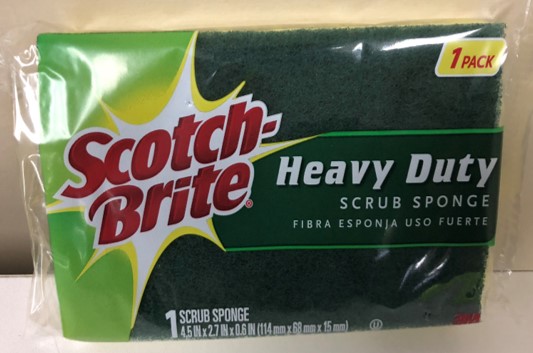 1 PACK
Scotch-
Brite®
Heavy Duty
SCRUB SPONGE
FIBRA ESPONJA USO FUERTE
1 SCRUB SPONGE
4.5 IN x 2.7 IN x 0.6 IN (114 mm x 68 mm x 15 mm)
3M